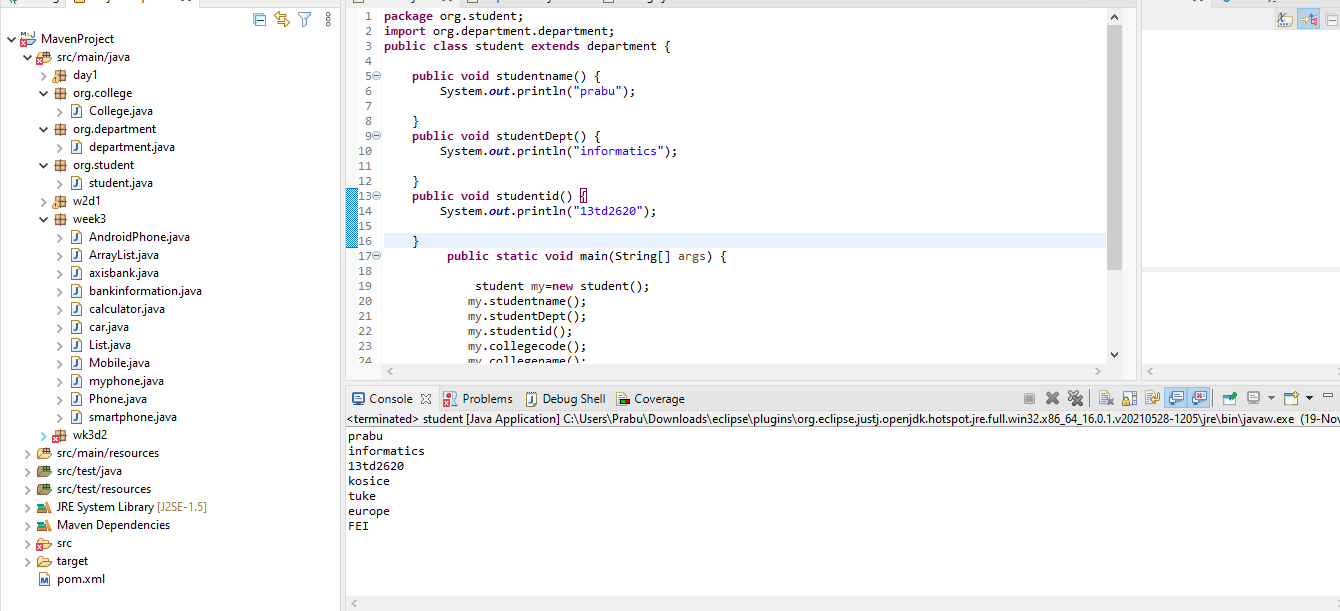 MavenProject
src/main/java
day1
org.college
College.java
org.department
department.java
org.student
student.java
w2d1
week3
AndroidPhone.java
ArrayList.java
axisbank.java
bankinformation.java
calculator.java
car.java
List.java
Mobile.java
myphone.java
Phone.java
smartphone.java
wk3d2
src/main/resources
src/test/java
src/test/resources
JRE System Library [J2SE-1.5]
Maven Dependencies
src
target
pom.xml
1 package org.student;
2 import org.department.department;
3 public class student extends department {
4
5 public void studentname() {
6 System.out.println("prabu");
7
8 }
9 public void studentDept() {
10 System.out.println("informatics");
11
12 }
13 public void studentid() {
14 System.out.println("13td2620");
15
16 }
17 public static void main(String[] args) {
18
19 student my=new student();
20 my.studentname();
21 my.studentDept();
22 my.studentid();
23 my.collegecode();
24 my.collegename();
Console Problems Debug Shell Coverage
<terminated> student [Java Application] C:\Users\Prabu\Downloads\eclipse\plugins\org.eclipse.justj.openjdk.hotspot.jre.full.win32.x86_64_16.0.1.v20210528-1205\jre\bin\javaw.exe (19-Nov
prabu
informatics
13td2620
kosice
tuke
europe
FEI